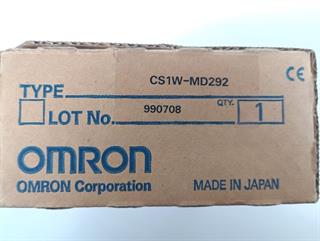 CS1W-MD292
TYPE
CE
990708
QTY.
LOT No.
1
OMRON
OMRON Corporation
MADE IN JAPAN